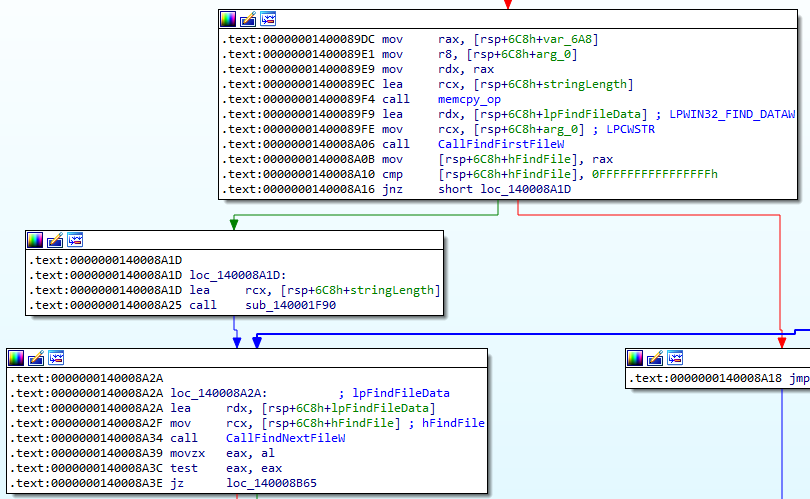 .text:00000001400089DC mov rax, [rsp+6C8h+var_6A8]
.text:00000001400089E1 mov r8, [rsp+6C8h+arg_0]
.text:00000001400089E9 mov rdx, rax
.text:00000001400089EC lea rcx, [rsp+6C8h+stringLength]
.text:00000001400089F4 call memcpy_op
.text:00000001400089F9 lea rdx, [rsp+6C8h+lpFindFileData] ; LPWIN32_FIND_DATAW
.text:00000001400089FE mov rcx, [rsp+6C8h+arg_0] ; LPCWSTR
.text:0000000140008A06 call CallFindFirstFileW
.text:0000000140008A0B mov [rsp+6C8h+hFindFile], rax
.text:0000000140008A10 cmp [rsp+6C8h+hFindFile], 0FFFFFFFFFFFFFFFFh
.text:0000000140008A16 jnz short loc_140008A1D
.text:0000000140008A1D
.text:0000000140008A1D loc_140008A1D:
.text:0000000140008A1D lea rcx, [rsp+6C8h+stringLength]
.text:0000000140008A25 call sub_140001F90
.text:0000000140008A2A
.text:0000000140008A2A loc_140008A2A: ; lpFindFileData
.text:0000000140008A2A lea rdx, [rsp+6C8h+lpFindFileData]
.text:0000000140008A2F mov rcx, [rsp+6C8h+hFindFile] ; hFindFile
.text:0000000140008A34 call CallFindNextFileW
.text:0000000140008A39 movzx eax, al
.text:0000000140008A3C test eax, eax
.text:0000000140008A3E jz loc_140008B65
.text:0000000140008A18 jmp